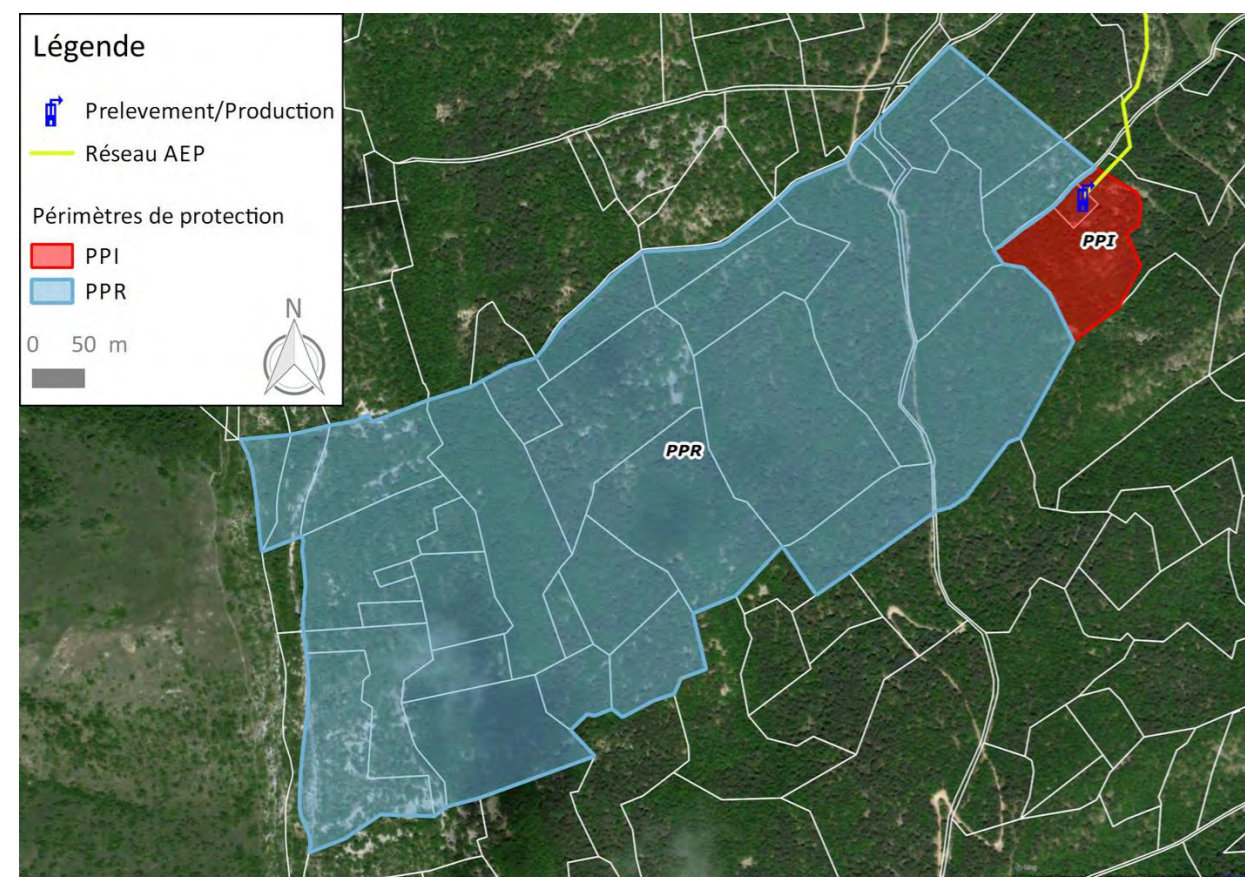 Légende
Prelevement/Production
Réseau AEP
Périmètres de protection
PPI
PPR
0 50 m
N
PPI
PPR